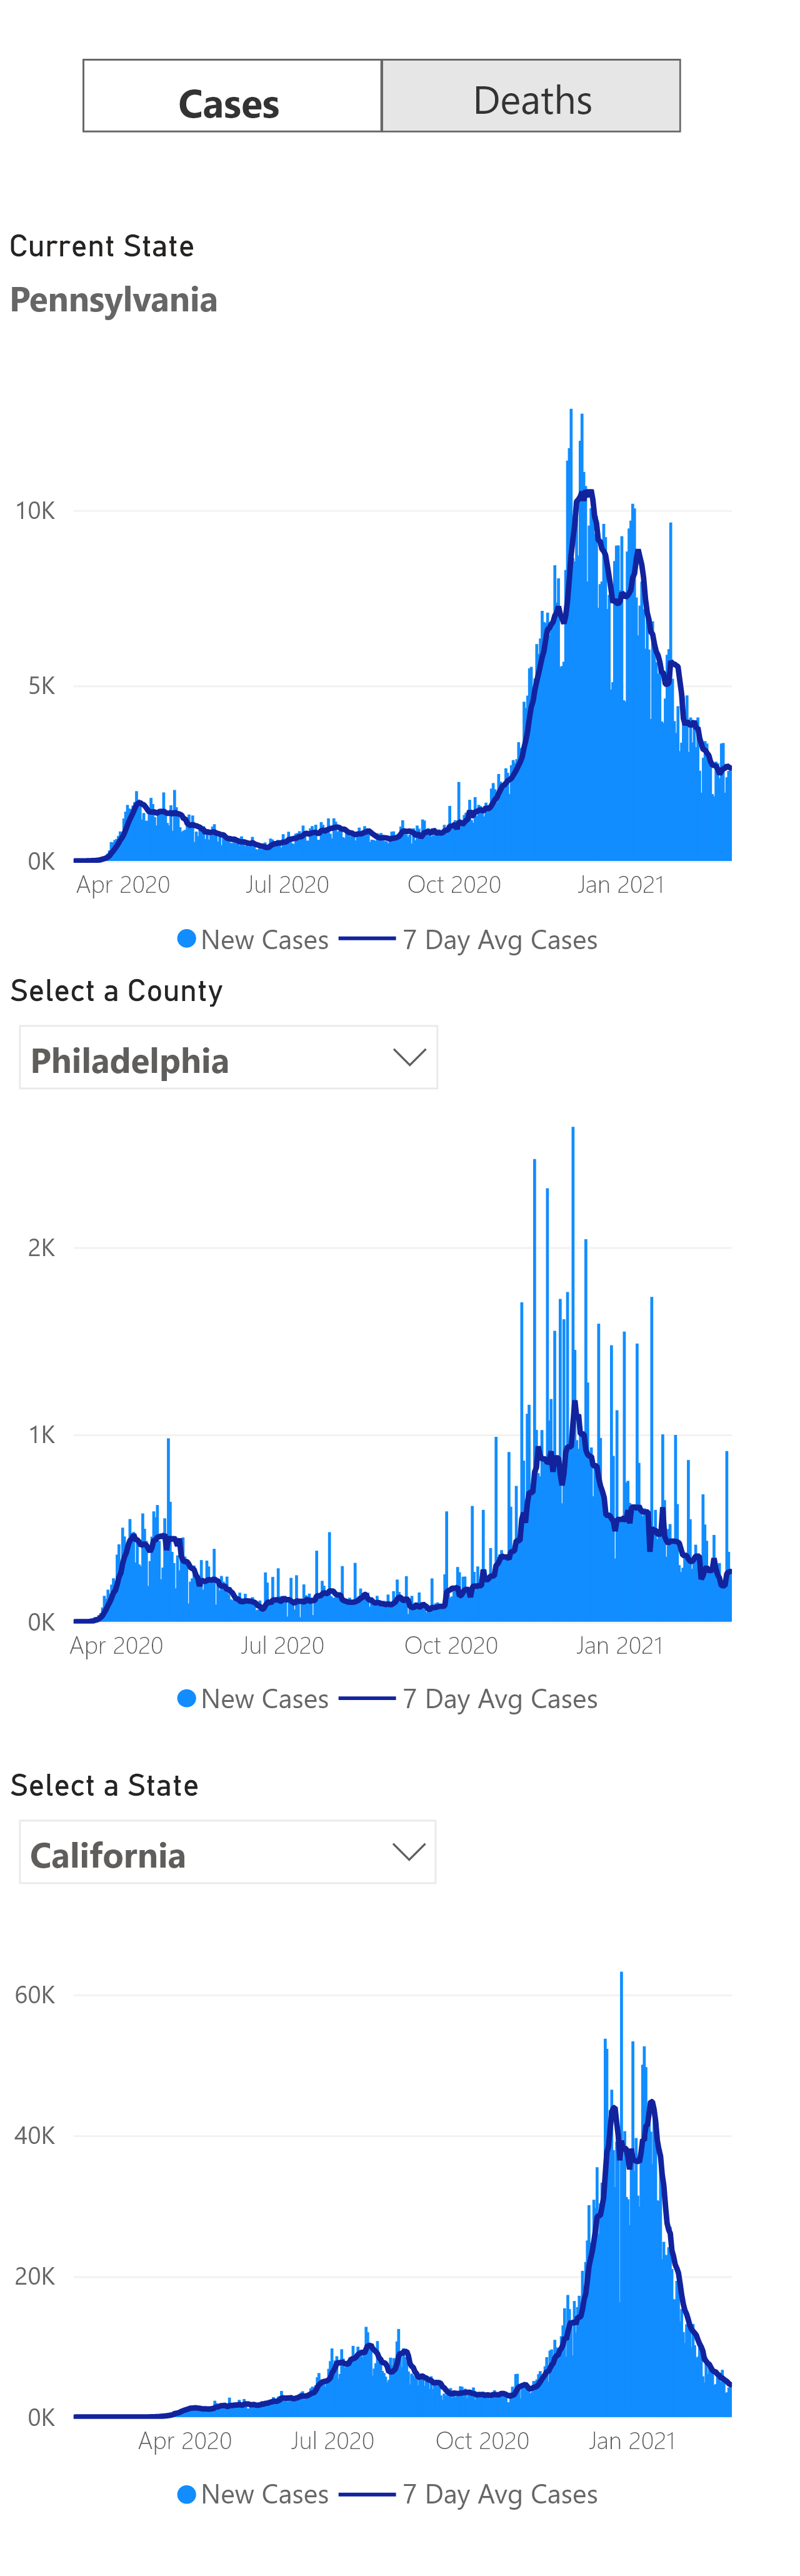 Cases Deaths
Current State
Pennsylvania
10K
5K
0K
Apr 2020 Jul 2020 Oct 2020 Jan 2021
New Cases 7 Day Avg Cases
Select a County
Philadelphia
2K
1K
0K
Apr 2020 Jul 2020 Oct 2020 Jan 2021
New Cases 7 Day Avg Cases
Select a State
California
60K
40K
20K
0K
Apr 2020 Jul 2020 Oct 2020 Jan 2021
New Cases 7 Day Avg Cases